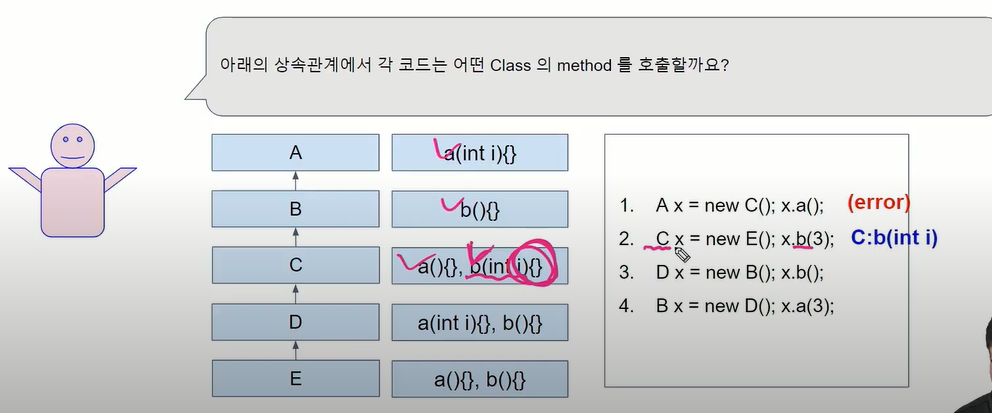 아래의 상속관계에서 각 코드는 어떤 Class 의 method 를 호출할까요?
A
a(int i){}
B
b(){}
C
a(){}, b(int i){}
D
a(int i){}, b(){}
E
a(){}, b(){}
1. A x = new C(); x.a(); (error)
2. C x = new E(); x.b(3); C:b(int i)
3. D x = new B(); x.b();
4. B x = new D(); x.a(3);